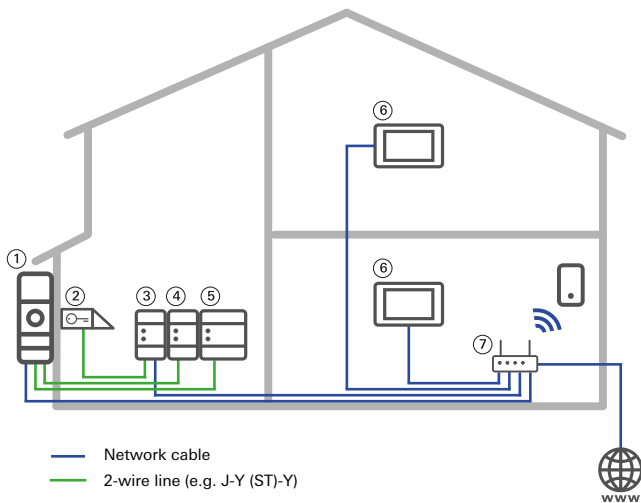 ⑥
①
②
③ ④ ⑤
⑥
⑦
Network cable
2-wire line (e.g. J-Y (ST)-Y)
www